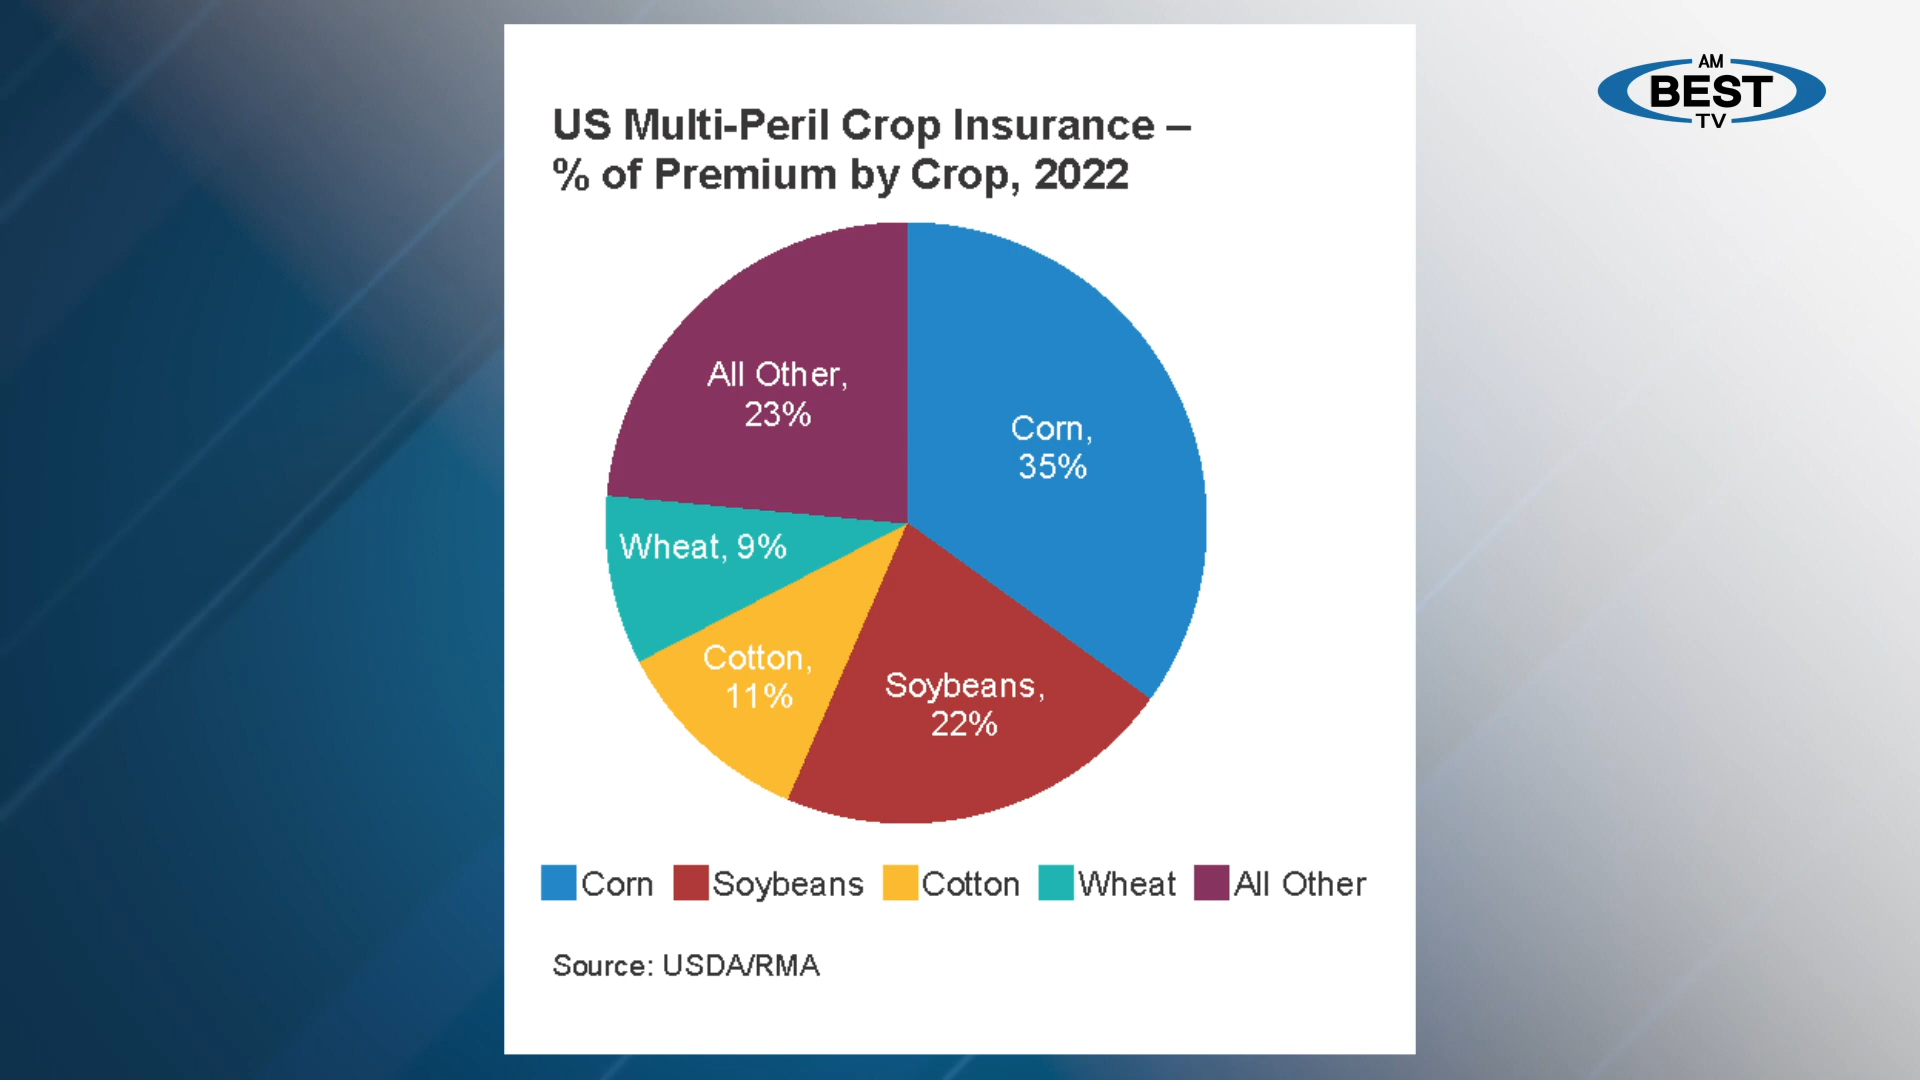 AM
BEST
TV
US Multi-Peril Crop Insurance –
% of Premium by Crop, 2022
All Other,
23%
Corn,
35%
Wheat, 9%
Cotton,
11%
Soybeans,
22%
Corn Soybeans Cotton Wheat All Other
Source: USDA/RMA